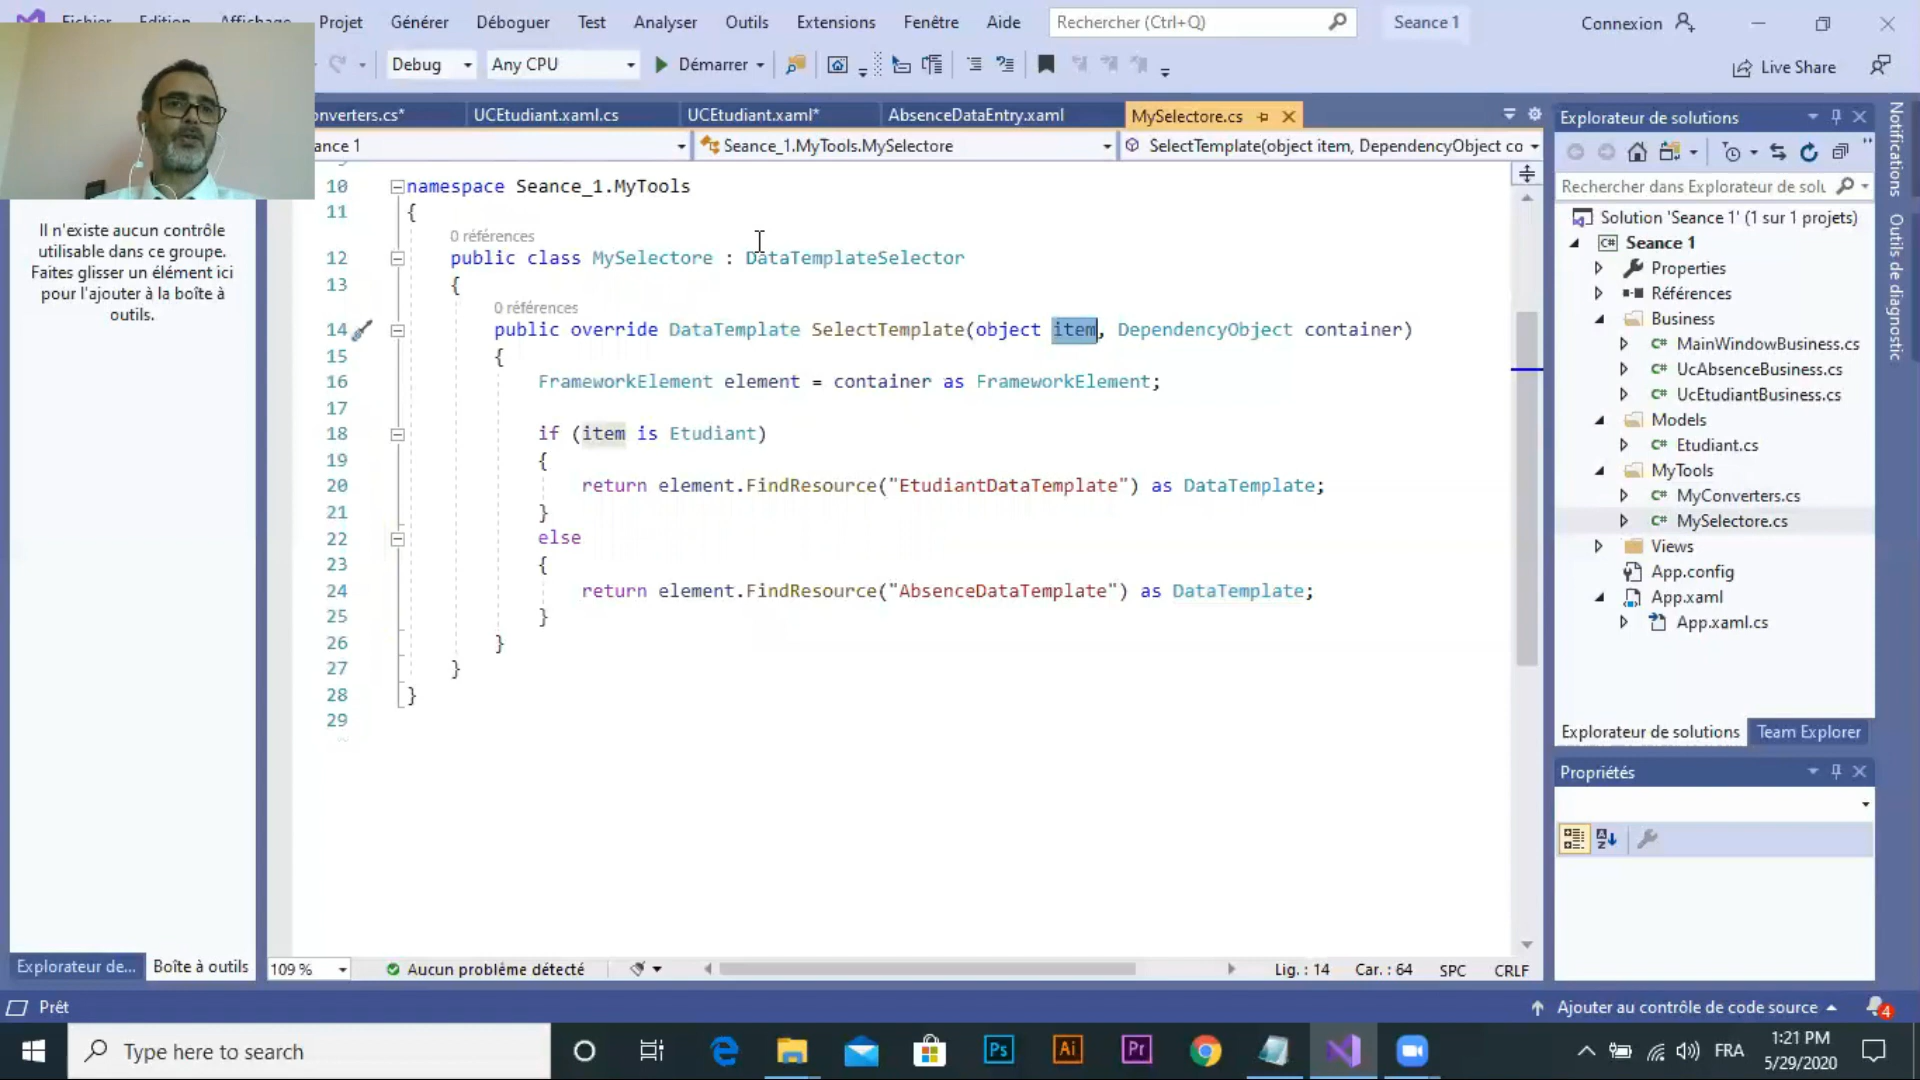 Fichier Edition Affichage Projet Générer Déboguer Test Analyser Outils Extensions Fenêtre Aide Rechercher (Ctrl+Q) Seance 1 Connexion
Debug Any CPU Démarrer Live Share
onverters.cs* UCEtudiant.xaml.cs UCEtudiant.xaml* AbsenceDataEntry.xaml MySelectore.cs
ance 1 Seance_1.MyTools.MySelectore SelectTemplate(object item, DependencyObject co
Il n'existe aucun contrôle
utilisable dans ce groupe.
Faites glisser un élément ici
pour l'ajouter à la boîte à
outils.
Explorateur de... Boîte à outils
10 namespace Seance_1.MyTools
11 {
0 références
12 public class MySelectore : DataTemplateSelector
13 {
0 références
14 public override DataTemplate SelectTemplate(object item, DependencyObject container)
15 {
16 FrameworkElement element = container as FrameworkElement;
17
18 if (item is Etudiant)
19 {
20 return element.FindResource("EtudiantDataTemplate") as DataTemplate;
21 }
22 else
23 {
24 return element.FindResource("AbsenceDataTemplate") as DataTemplate;
25 }
26 }
27 }
28 }
29
109 % Aucun problème détecté Lig. : 14 Car. : 64 SPC CRLF
Explorateur de solutions
Rechercher dans Explorateur de solu
Solution 'Seance 1' (1 sur 1 projets)
C# Seance 1
Properties
Références
Business
C# MainWindowBusiness.cs
C# UcAbsenceBusiness.cs
C# UcEtudiantBusiness.cs
Models
C# Etudiant.cs
MyTools
C# MyConverters.cs
C# MySelectore.cs
Views
App.config
App.xaml
App.xaml.cs
Explorateur de solutions Team Explorer
Propriétés
Notifications
Outils de diagnostic
Prêt Ajouter au contrôle de code source 4
Type here to search Ps Ai Pr FRA 1:21 PM
5/29/2020